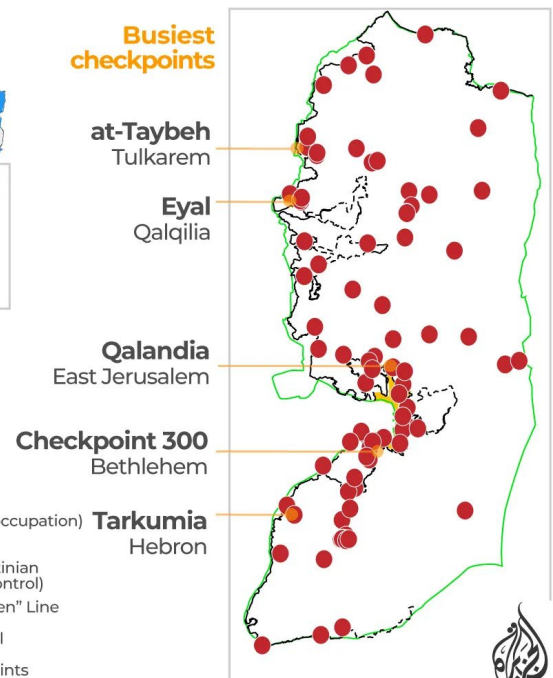 Busiest
checkpoints
at-Taybeh
Tulkarem
Eyal
Qalqilia
Qalandia
East Jerusalem
Checkpoint 300
Bethlehem
occupation)
Tarkumia
Hebron
inian
ontrol)
en” Line
l
ints